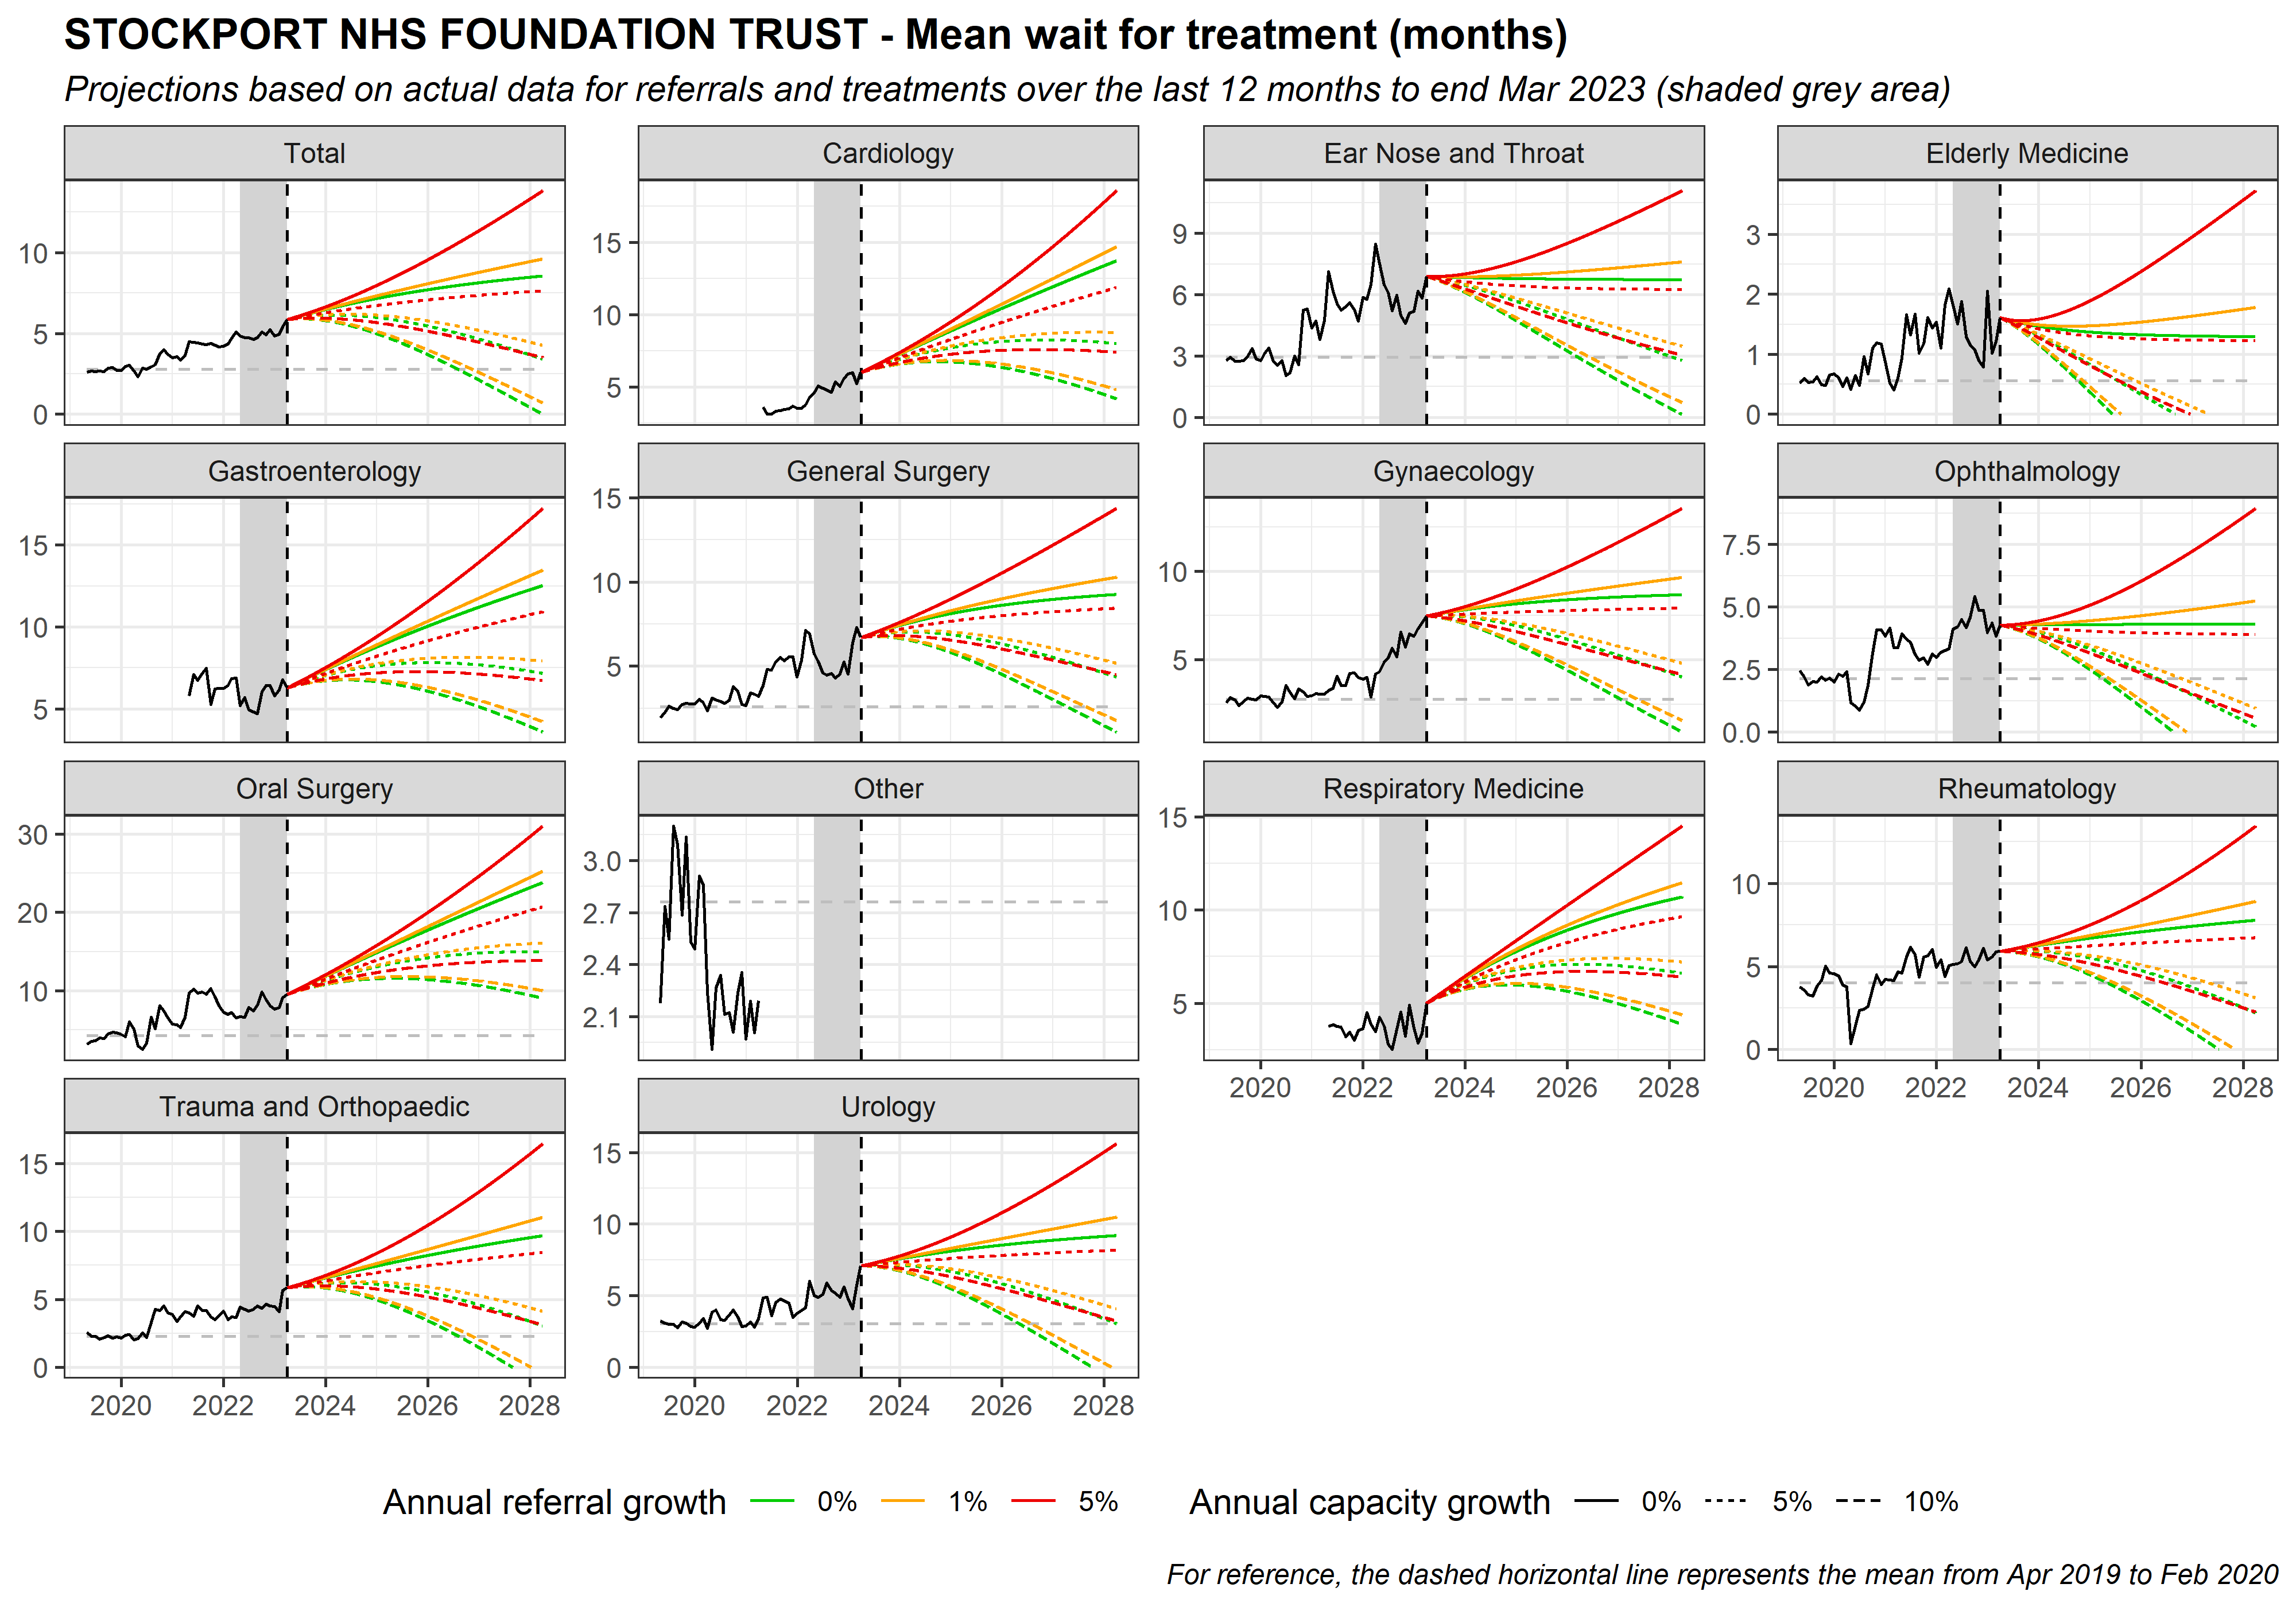 STOCKPORT NHS FOUNDATION TRUST - Mean wait for treatment (months)
Projections based on actual data for referrals and treatments over the last 12 months to end Mar 2023 (shaded grey area)
Total
Cardiology
Ear Nose and Throat
Elderly Medicine
10
5
0
15
10
5
9
6
3
0
3
2
1
0
Gastroenterology
General Surgery
Gynaecology
Ophthalmology
15
10
5
15
10
5
10
5
7.5
5.0
2.5
0.0
Oral Surgery
Other
Respiratory Medicine
Rheumatology
30
20
10
3.0
2.7
2.4
2.1
15
10
5
10
5
0
2020 2022 2024 2026 2028
2020 2022 2024 2026 2028
Trauma and Orthopaedic
Urology
15
10
5
0
15
10
5
0
2020 2022 2024 2026 2028
2020 2022 2024 2026 2028
Annual referral growth 0% 1% 5%
Annual capacity growth 0% 5% 10%
For reference, the dashed horizontal line represents the mean from Apr 2019 to Feb 2020